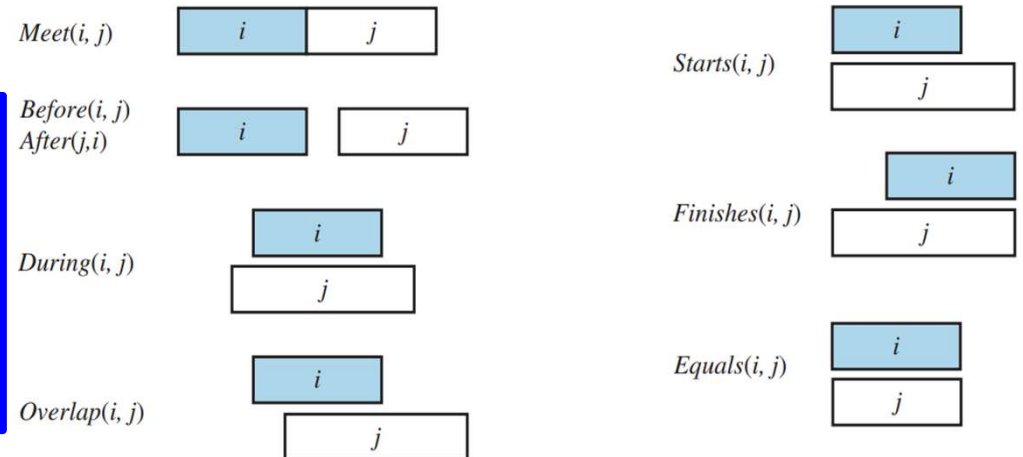 Meet(i, j)
i
j
Before(i, j)
After(j,i)
i
j
During(i, j)
i
j
Overlap(i, j)
i
j
Starts(i, j)
i
j
Finishes(i, j)
i
j
Equals(i, j)
i
j